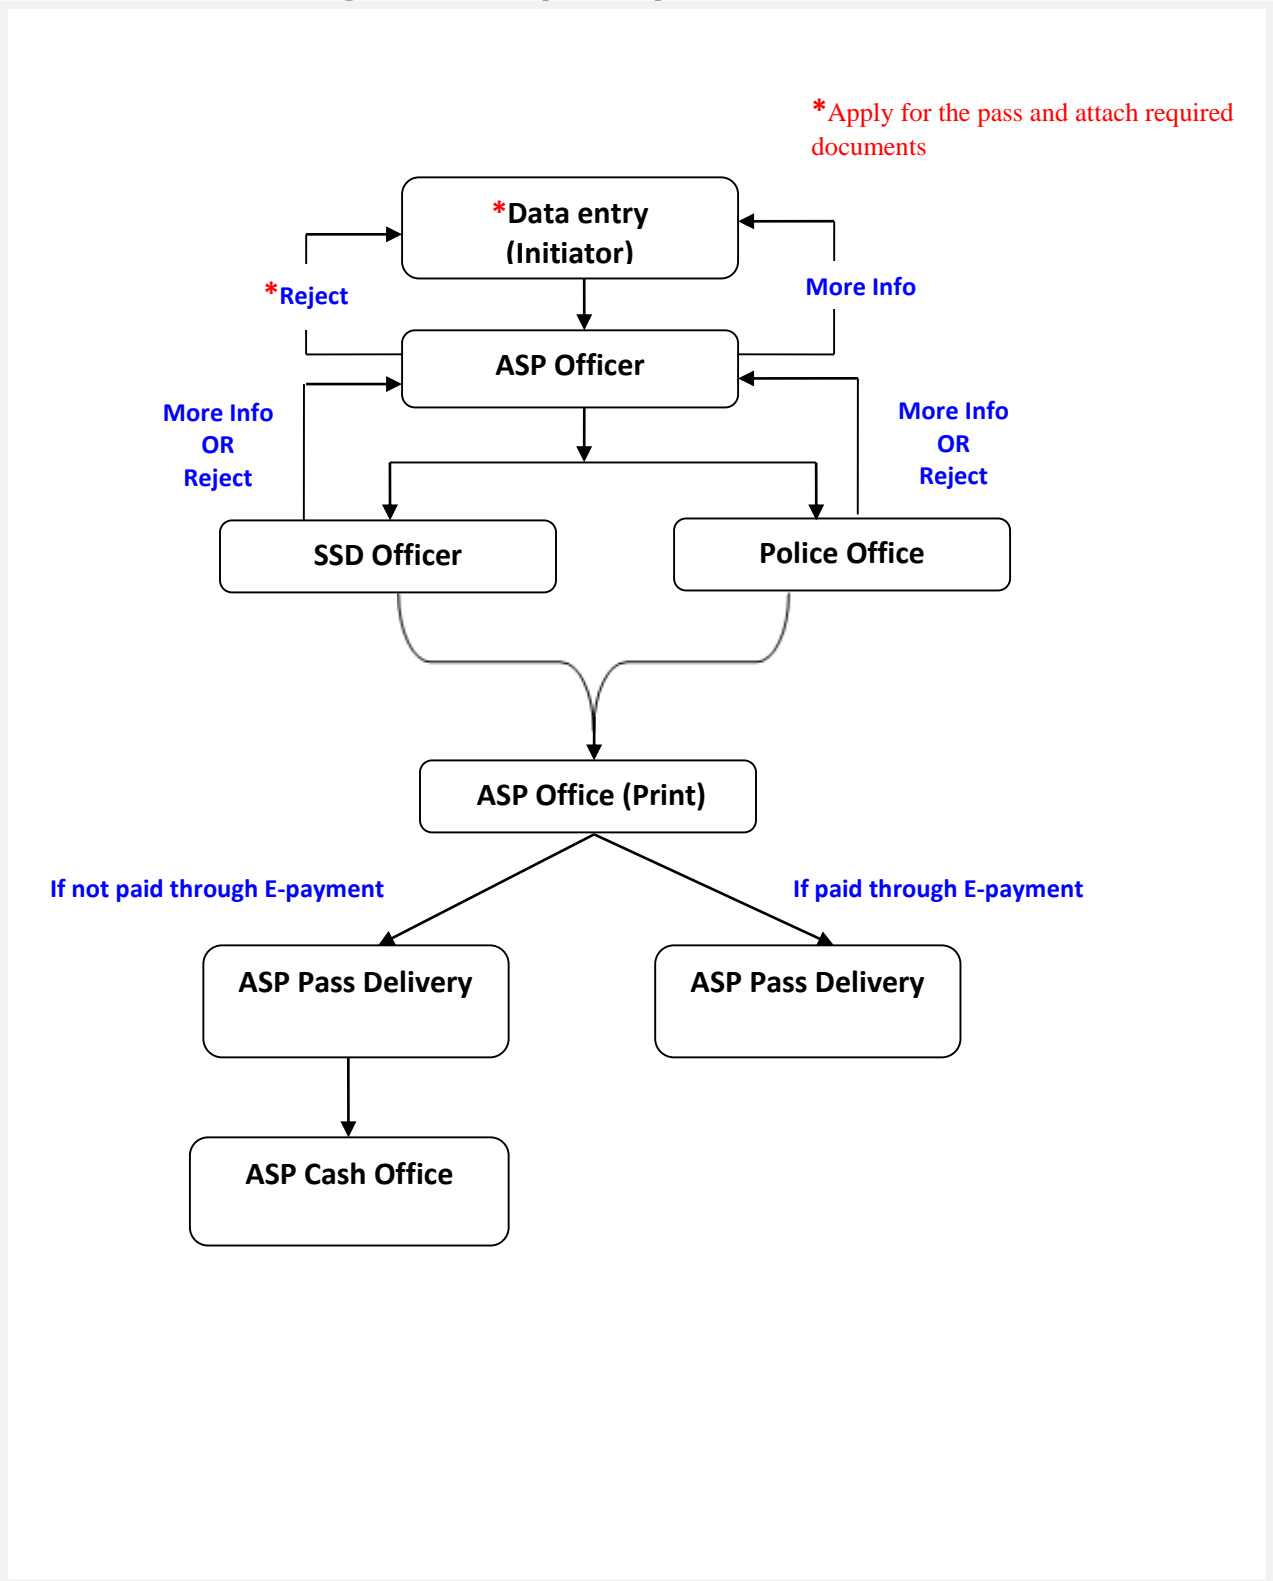 *Apply for the pass and attach required
documents
*Data entry
(Initiator)
*Reject
More Info
ASP Officer
More Info
OR
Reject
More Info
OR
Reject
SSD Officer
Police Office
ASP Office (Print)
If not paid through E-payment
If paid through E-payment
ASP Pass Delivery
ASP Pass Delivery
ASP Cash Office